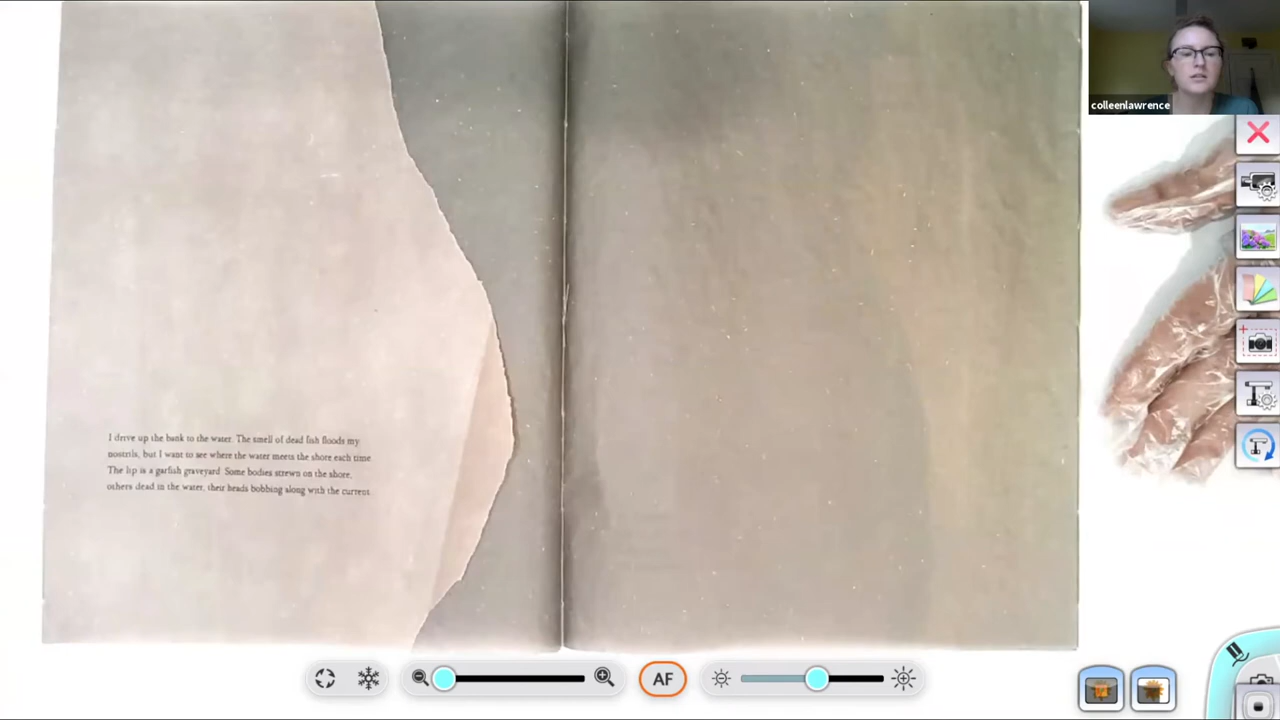 colleenlawrence
I drive up the bank to the water. The smell of dead fish floods my
nostrils, but I want to see where the water meets the shore each time.
The lip is a garfish graveyard. Some bodies strewn on the shore,
others dead in the water, their heads bobbing along with the current.
AF